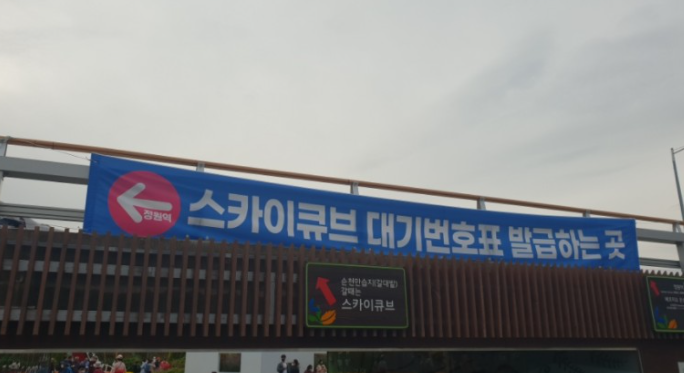 정원역
스카이큐브 대기번호표 발급하는 곳
순천만습지(갈대밭)
갈때는
스카이큐브